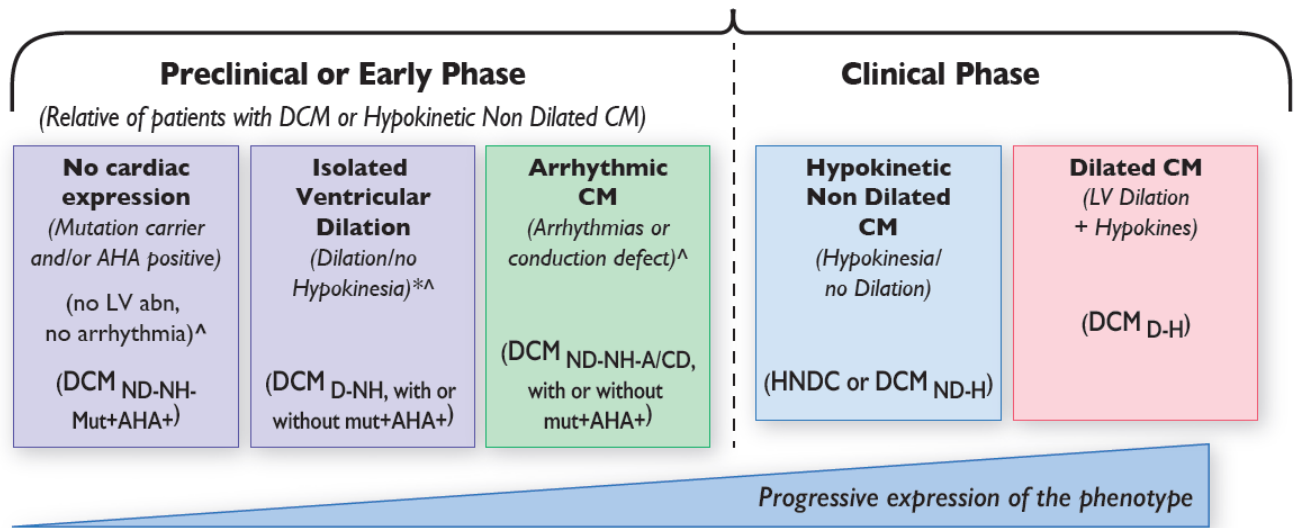 Preclinical or Early Phase
(Relative of patients with DCM or Hypokinetic Non Dilated CM)
No cardiac
expression
(Mutation carrier
and/or AHA positive)
(no LV abn,
no arrhythmia)^
(DCM ND-NH-
Mut+AHA+)
Isolated
Ventricular
Dilation
(Dilation/no
Hypokinesia)*^
(DCM D-NH, with or
without mut+AHA+)
Arrhythmic
CM
(Arrhythmias or
conduction defect)^
(DCM ND-NH-A/CD,
with or without
mut+AHA+)
Clinical Phase
Hypokinetic
Non Dilated
CM
(Hypokinesia/
no Dilation)
(HNDC or DCM ND-H)
Dilated CM
(LV Dilation
+ Hypokines)
(DCM D-H)
Progressive expression of the phenotype